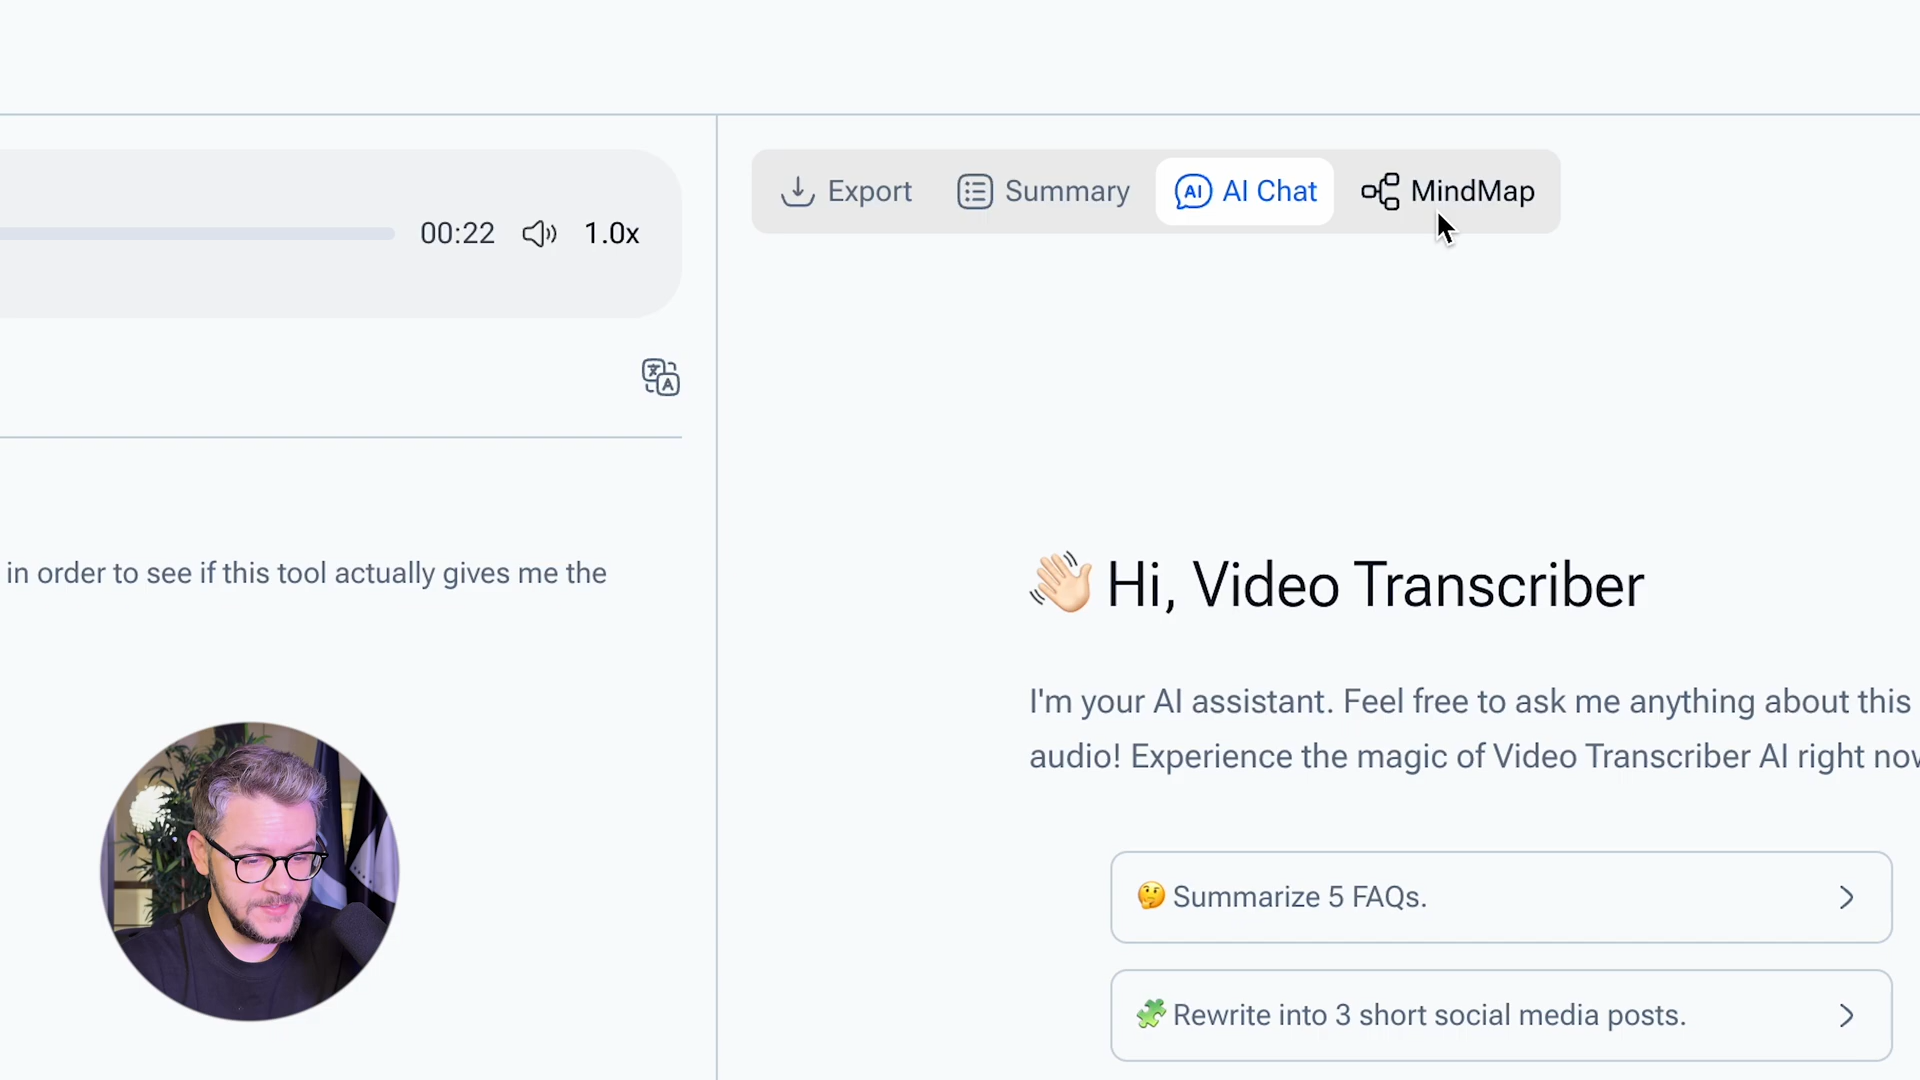 00:22 1.0x
Export Summary AI Chat MindMap
in order to see if this tool actually gives me the
👋🏻 Hi, Video Transcriber
I'm your AI assistant. Feel free to ask me anything about this
audio! Experience the magic of Video Transcriber AI right now
🤔 Summarize 5 FAQs.
🧩 Rewrite into 3 short social media posts.